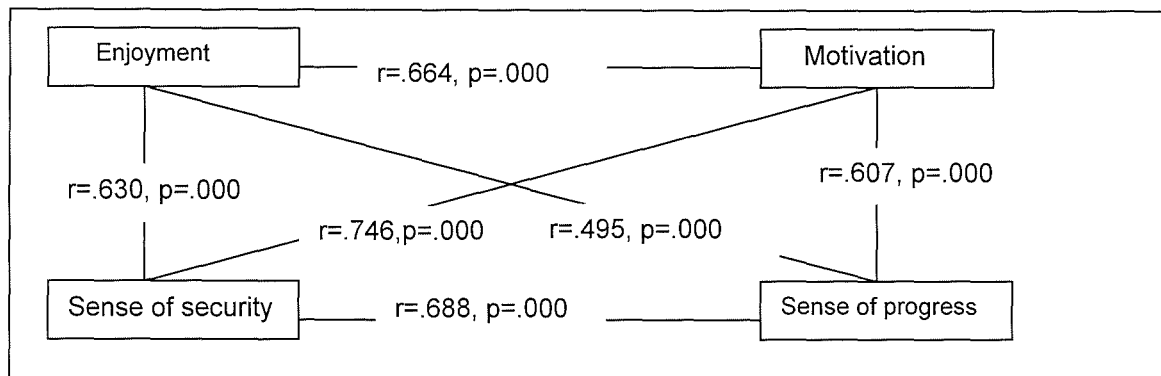 Enjoyment
Motivation
r=.664, p=.000
r=.630, p=.000
r=.607, p=.000
r=.746,p=.000
r=.495, p=.000
Sense of security
r=.688, p=.000
Sense of progress